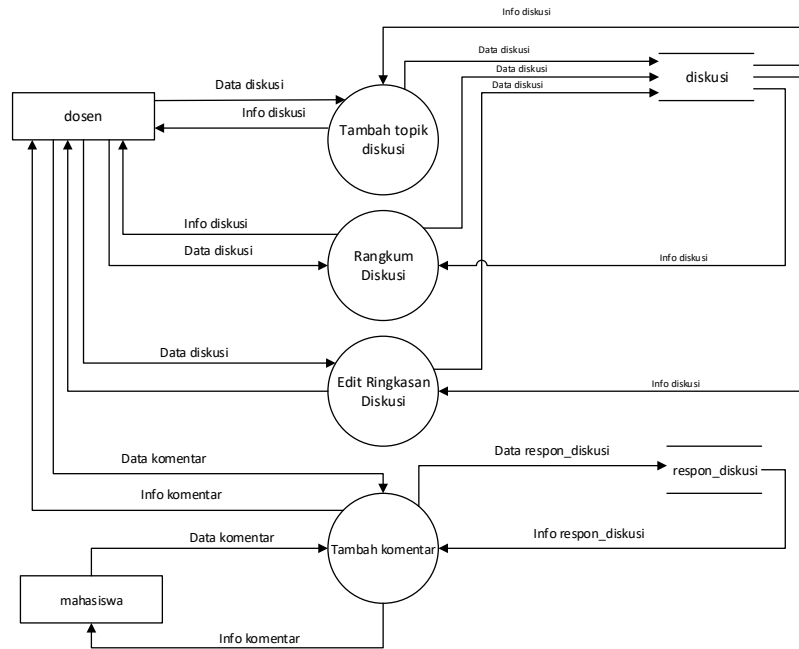 Info diskusi
Data diskusi
Data diskusi
Data diskusi
diskusi
Data diskusi
Info diskusi
dosen
Tambah topik
diskusi
Info diskusi
Data diskusi
Rangkum
Diskusi
Info diskusi
Data diskusi
Edit Ringkasan
Diskusi
Info diskusi
Data komentar
Info komentar
Data respon_diskusi
respon_diskusi
Data komentar
Tambah komentar
Info respon_diskusi
mahasiswa
Info komentar